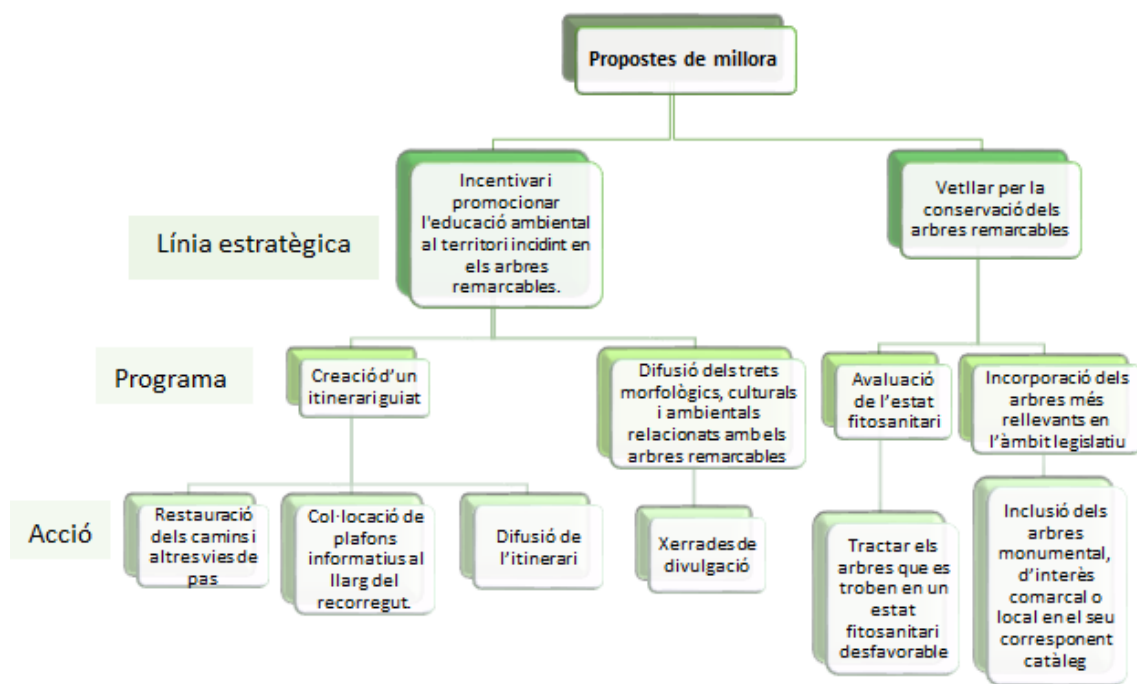 Propostes de millora
Línia estratègica
Incentivar i
promocionar
l'educació ambiental
al territori incidint en
els arbres
remarcables.
Vetllar per la
conservació dels
arbres remarcables
Programa
Creació d'un
itinerari guiat
Difusió dels trets
morfològics, culturals
i ambientals
relacionats amb els
arbres remarcables
Avaluació
de l'estat
fitosanitari
Incorporació dels
arbres més
rellevants en
l'àmbit legislatiu
Acció
Restauració
dels camins i
altres vies de
pas
Col·locació de
plafons
informatius al
llarg del
recorregut.
Difusió de
l'itinerari
Xerrades de
divulgació
Tractar els
arbres que es
troben en un
estat
fitosanitari
desfavorable
Inclusió dels
arbres
monumental,
d'interès
comarcal o
local en el seu
corresponent
catàleg